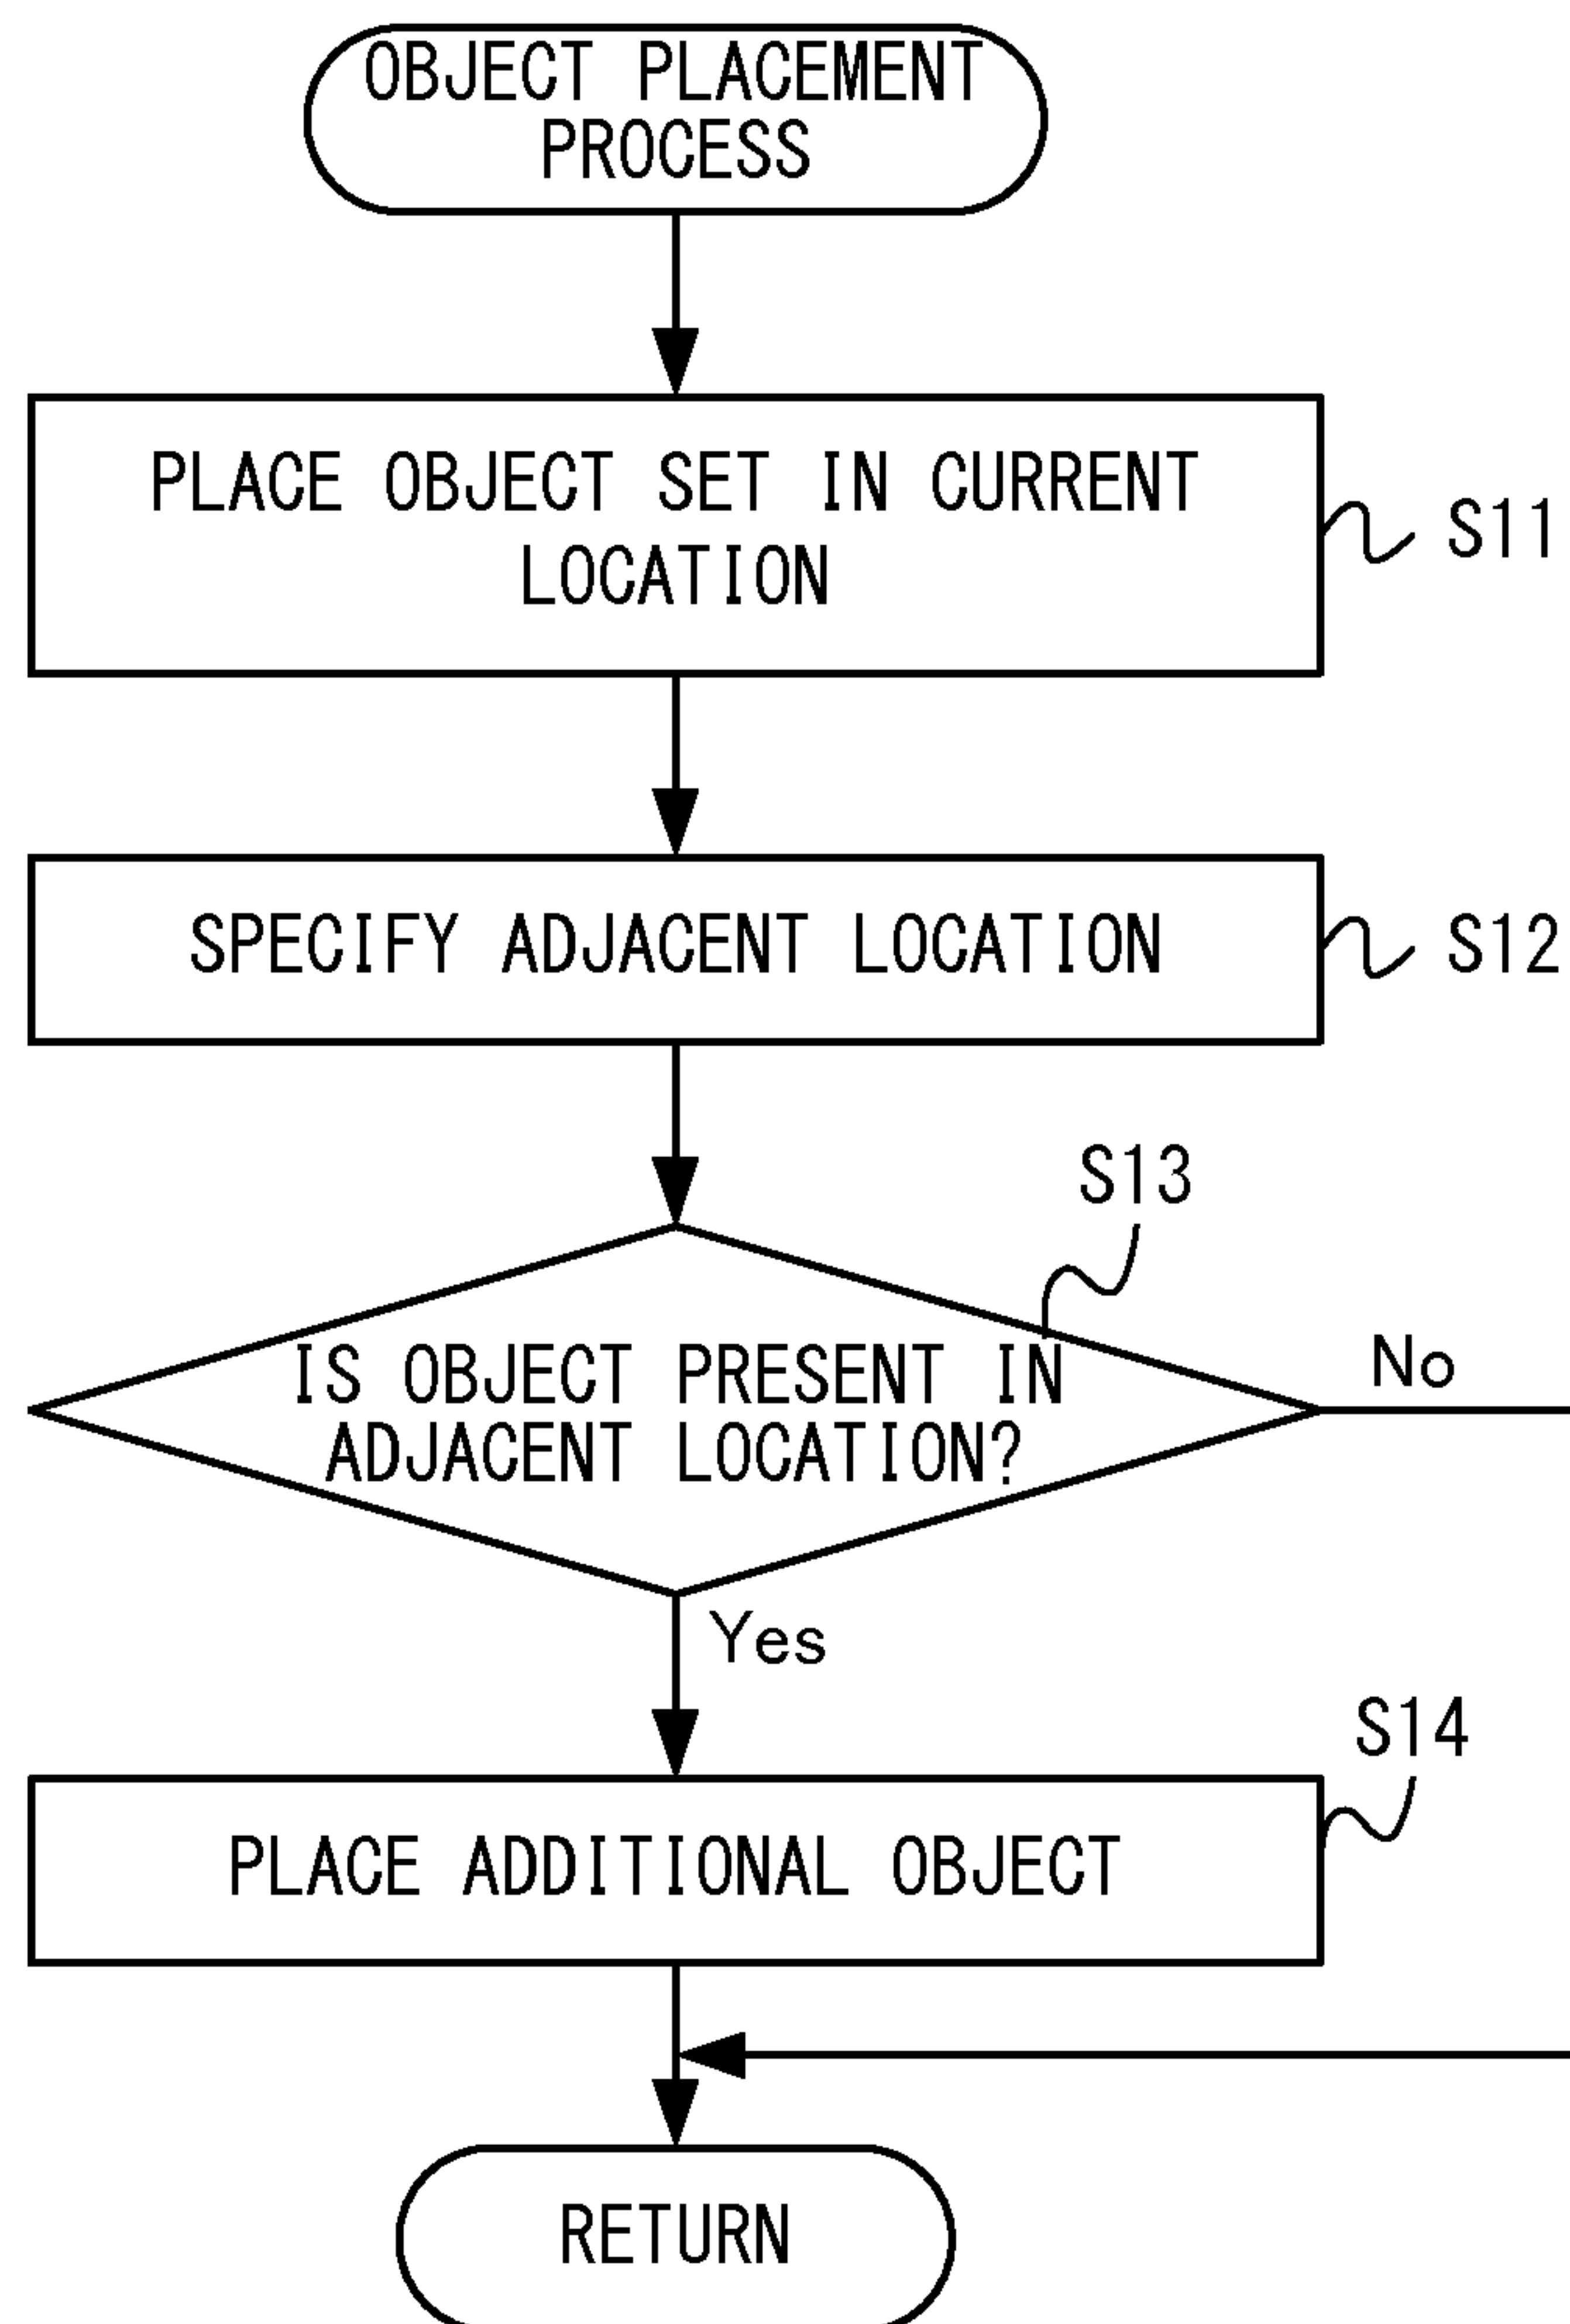 OBJECT PLACEMENT
PROCESS
PLACE OBJECT SET IN CURRENT
LOCATION
S11
SPECIFY ADJACENT LOCATION
S12
S13
IS OBJECT PRESENT IN
ADJACENT LOCATION?
No
Yes
S14
PLACE ADDITIONAL OBJECT
RETURN